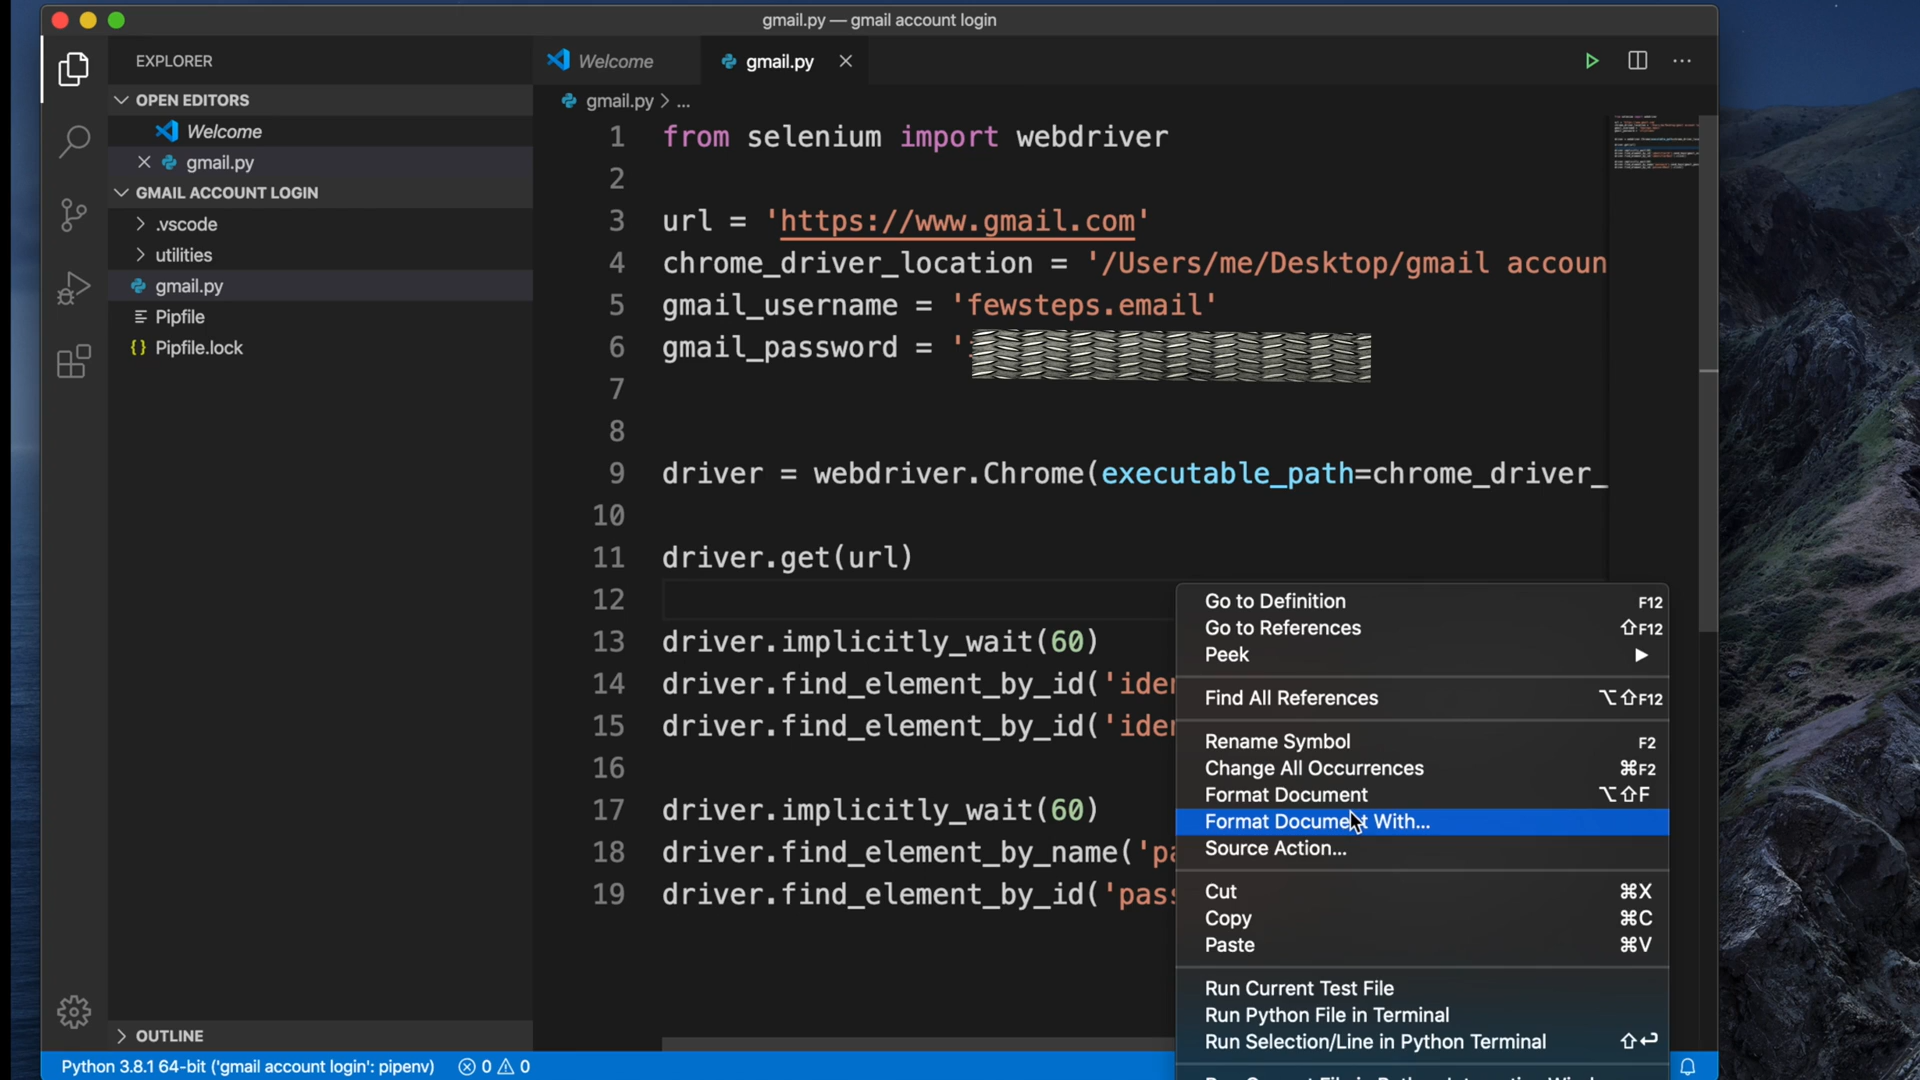 gmail.py — gmail account login
EXPLORER
Welcome
gmail.py
OPEN EDITORS
Welcome
gmail.py
GMAIL ACCOUNT LOGIN
.vscode
utilities
gmail.py
Pipfile
Pipfile.lock
OUTLINE
gmail.py > ...
1 from selenium import webdriver
2
3 url = 'https://www.gmail.com'
4 chrome_driver_location = '/Users/me/Desktop/gmail accoun
5 gmail_username = 'fewsteps.email'
6 gmail_password = '
7
8
9 driver = webdriver.Chrome(executable_path=chrome_driver_
10
11 driver.get(url)
12
13 driver.implicitly_wait(60)
14 driver.find_element_by_id('iden
15 driver.find_element_by_id('iden
16
17 driver.implicitly_wait(60)
18 driver.find_element_by_name('pa
19 driver.find_element_by_id('pass
Go to Definition F12
Go to References ⇧F12
Peek ▶
Find All References ⌥⇧F12
Rename Symbol F2
Change All Occurrences ⌘F2
Format Document ⌥⇧F
Format Document With...
Source Action...
Cut ⌘X
Copy ⌘C
Paste ⌘V
Run Current Test File
Run Python File in Terminal
Run Selection/Line in Python Terminal ⇧↩
Python 3.8.1 64-bit ('gmail account login': pipenv) 0 0